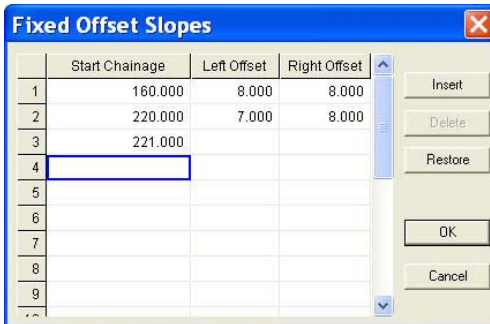 Fixed Offset Slopes
Start Chainage Left Offset Right Offset
1 160.000 8.000 8.000 Insert
2 220.000 7.000 8.000 Delete
3 221.000
4 Restore
5
6
7 OK
8 Cancel
9